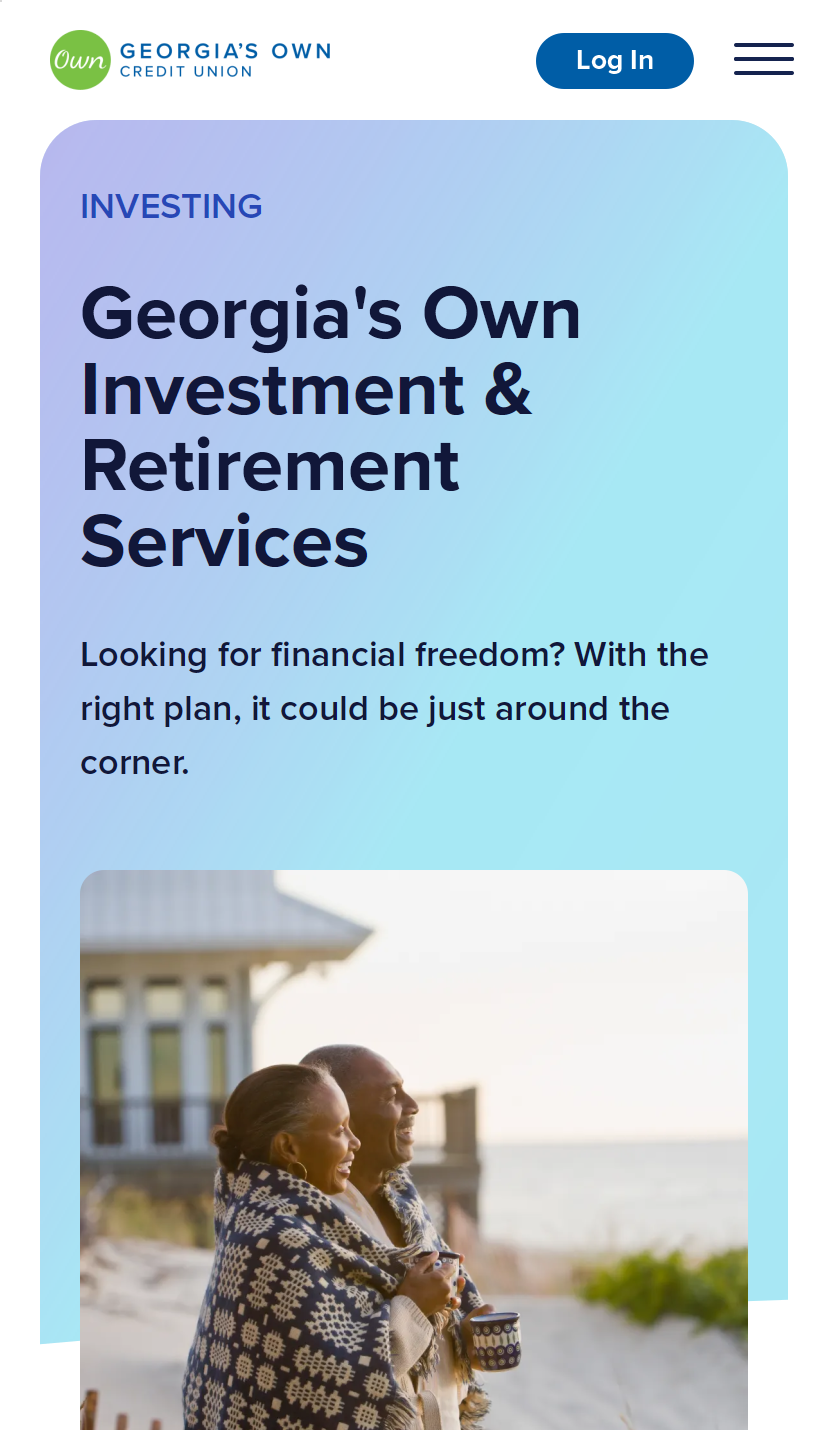 Own
GEORGIA'S OWN
CREDIT UNION
Log In
INVESTING
Georgia's Own
Investment &
Retirement
Services
Looking for financial freedom? With the
right plan, it could be just around the
corner.